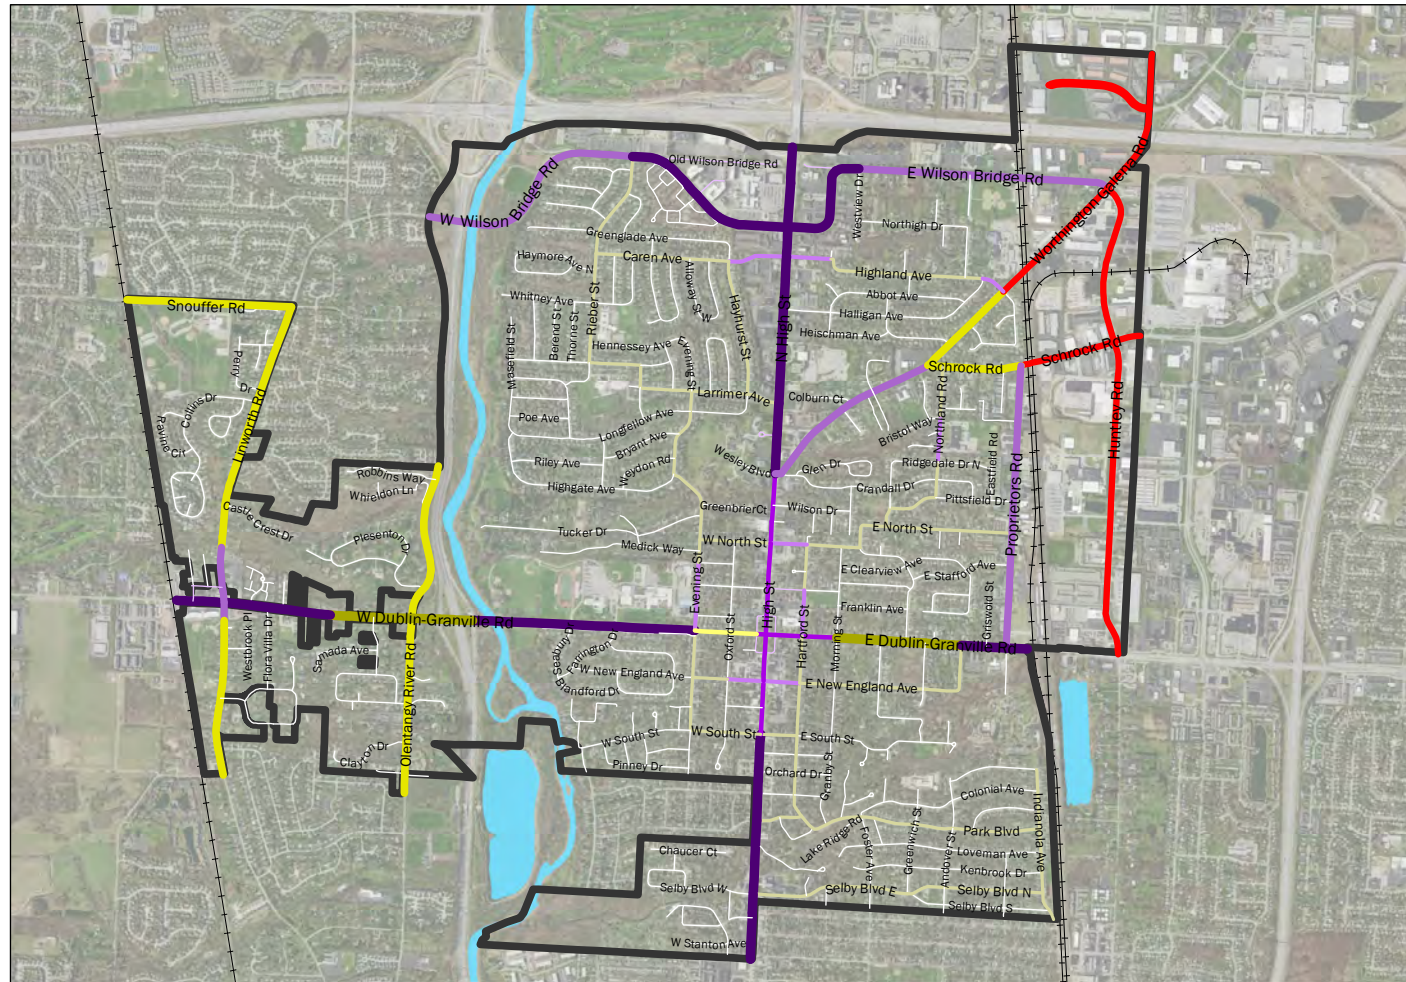 Old Wilson Bridge Rd
E Wilson Bridge Rd
W Wilson Bridge Rd
Worthington Galena Rd
Westview Dr
Northigh Dr
Greenglade Ave
Haymore Ave N
Caren Ave
Highland Ave
Alloway St W
Abbot Ave
Whitney Ave
Rieber St
Hayhurst St
N High St
Halligan Ave
Snouffer Rd
Masefield St
Berend St
Thorne St
Hennessey Ave
Evening St
Heischman Ave
Schrock Rd
Schrock Rd
Perry
Dr
Collins Dr
Linworth Rd
Ravine Cir
Larrimer Ave
Colburn Ct
Northland Rd
Huntley Rd
Poe Ave
Longfellow Ave
Bryant Ave
Bristol Way
Riley Ave
Weydon Rd
Wesley Blvd
Glen Dr
Ridgedale Dr N
Eastfield Rd
Robbins Way
Whieldon Ln
Highgate Ave
Crandall Dr
Pittsfield Dr
Proprietors Rd
Castle Crest Dr
Greenbrier Ct
Wilson Dr
Plesenton Dr
Tucker Dr
Medick Way
W North St
E North St
Evening St
E Clearview Ave
E Stafford Ave
High St
Hartford St
Franklin Ave
Griswold St
Westbrook Pl
Flora Villa Dr
W Dublin-Granville Rd
E Dublin-Granville Rd
Oxford St
Morning St
Samada Ave
Seabury Dr
Farrington Dr
W New England Ave
E New England Ave
Blandford Dr
Olentangy River Rd
W South St
W South St
E South St
Clayton Dr
Pinney Dr
Orchard Dr
Granby St
Colonial Ave
Indianola Ave
Lake Ridge Rd
Foster Ave
Greenwich St
Andover St
Park Blvd
Chaucer Ct
Loveman Ave
Kenbrook Dr
Selby Blvd W
Selby Blvd E
Selby Blvd N
Selby Blvd S
W Stanton Ave